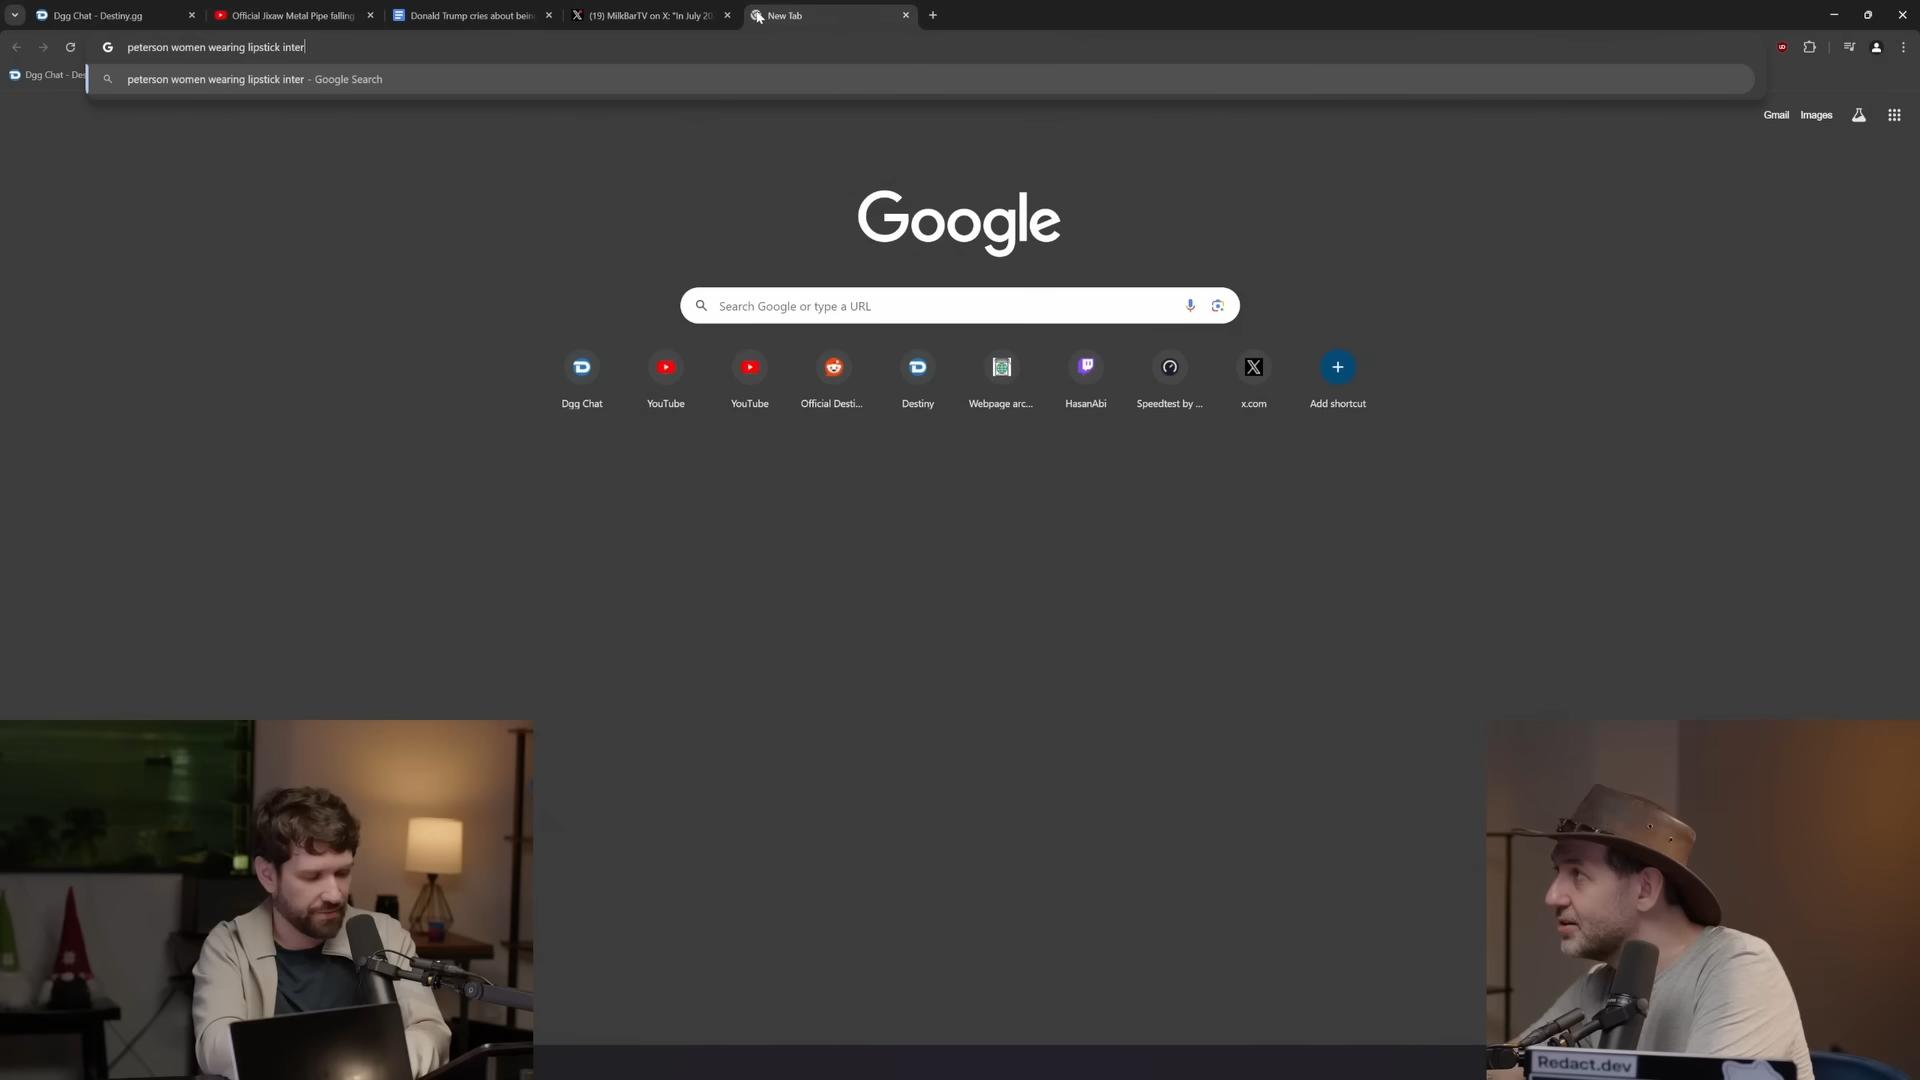 Dgg Chat - Destiny.gg
Official Jixaw Metal Pipe falling
Donald Trump cries about bein
(19) MilkBarTV on X: "In July 20
New Tab
peterson women wearing lipstick inter
Dgg Chat - Des
peterson women wearing lipstick inter - Google Search
Gmail Images
Google
Search Google or type a URL
Dgg Chat
YouTube
YouTube
Official Desti...
Destiny
Webpage arc...
HasanAbi
Speedtest by ...
x.com
Add shortcut
Redact.dev